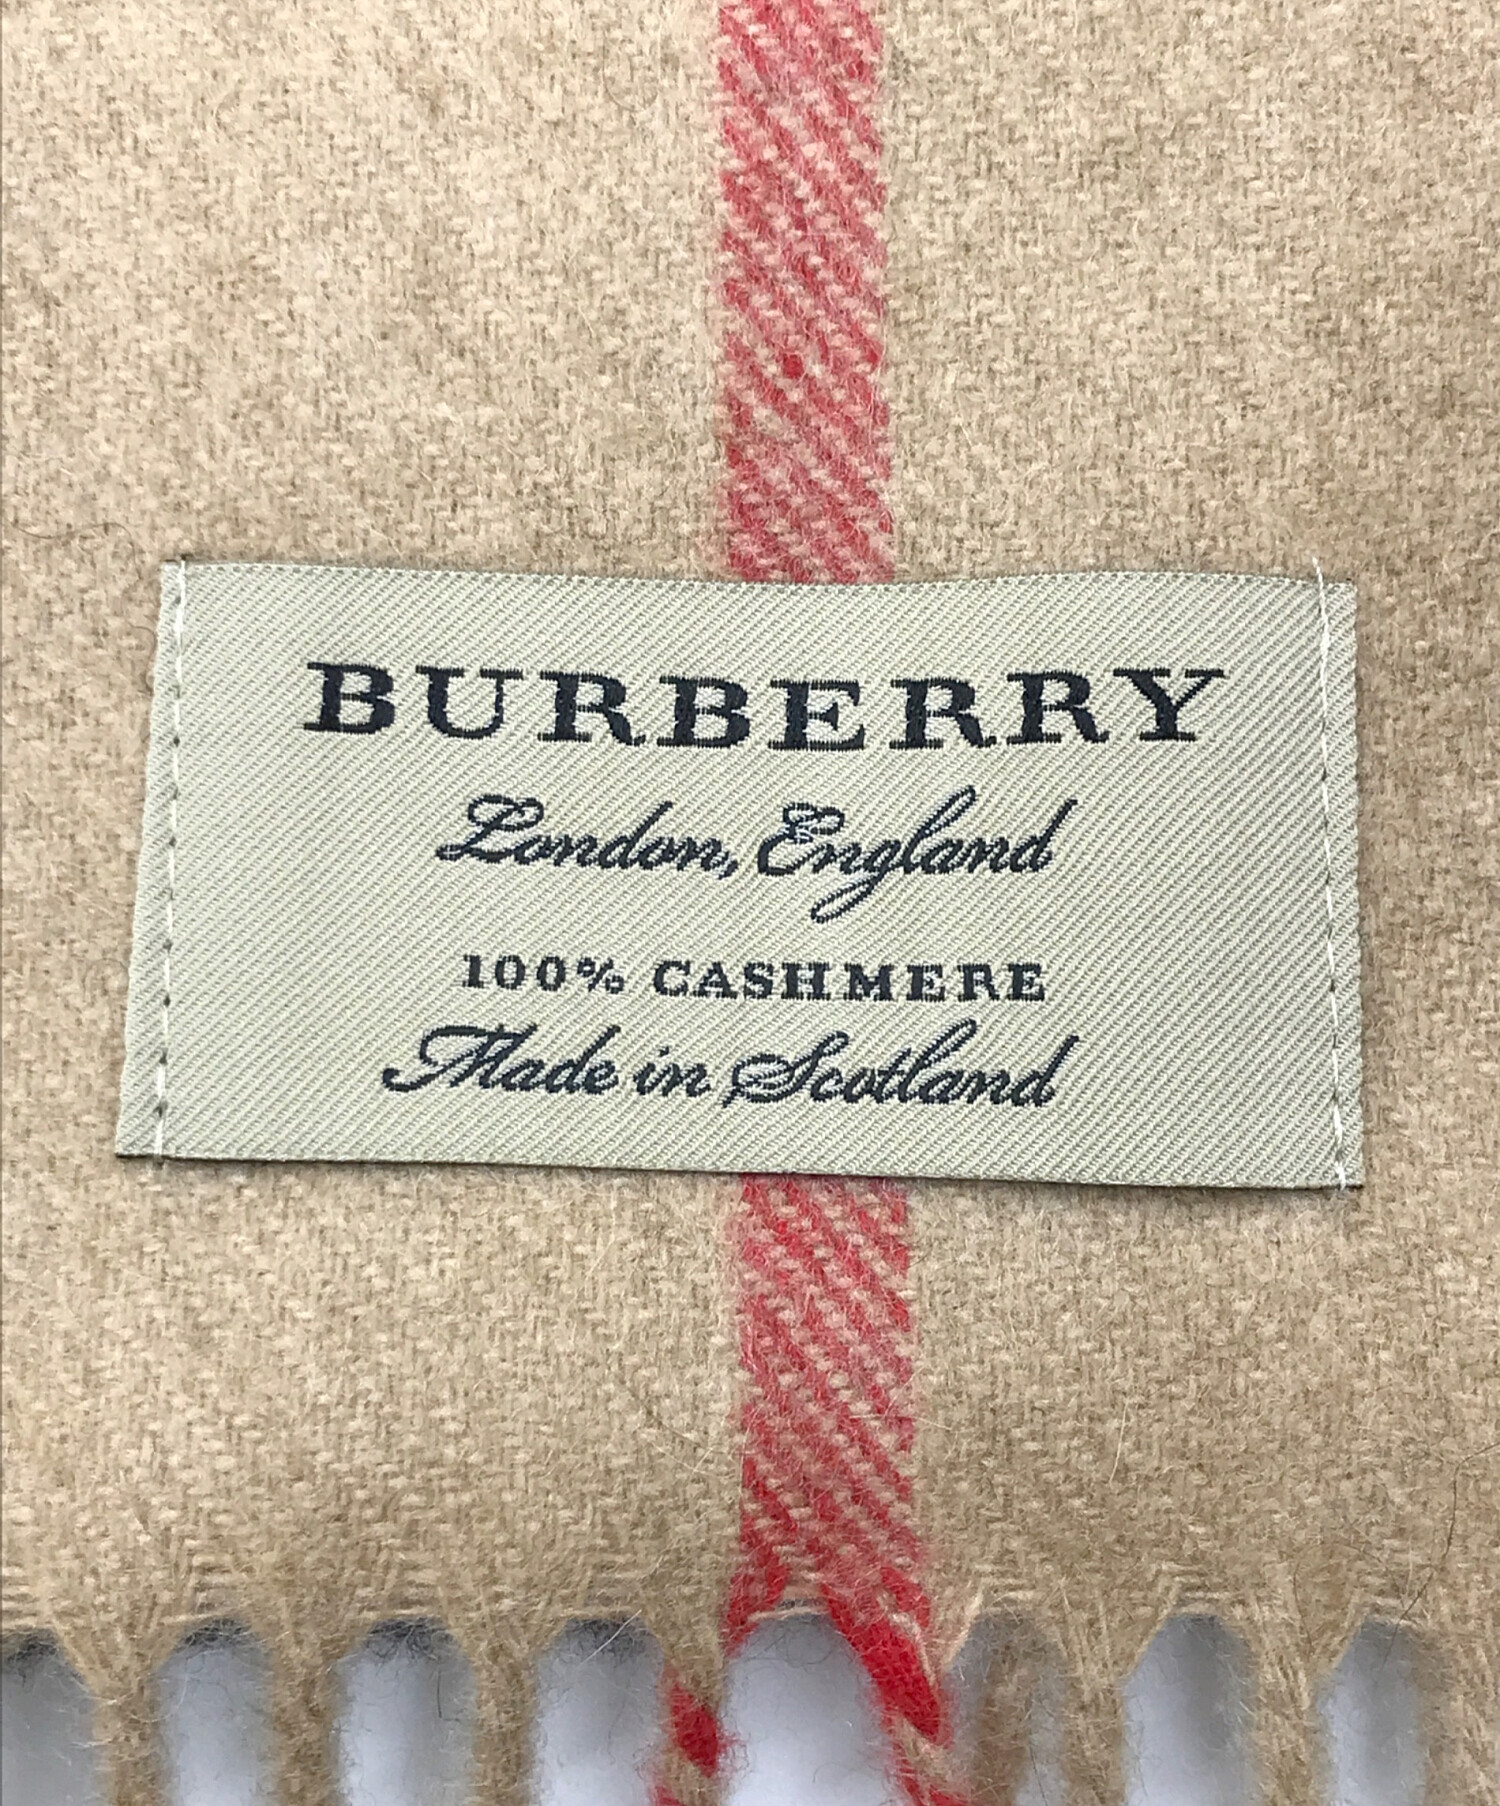 BURBERRY
London, England
100% CASHMERE
Made in Scotland